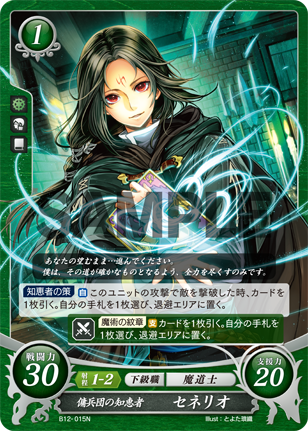 1
SAMPLE
あなたの望むまま…進んでください。
僕は、その道が確かなものとなるよう、全力を尽くすのみです。
知恵者の策 自 このユニットの攻撃で敵を撃破した時、カードを
1枚引く。自分の手札を1枚選び、退避エリアに置く。
魔術の紋章 支 カードを1枚引く。自分の手札
を1枚選び、退避エリアに置く。
戦闘力
30
射程 1-2 下級職 魔道士
支援力
20
傭兵団の知恵者 セネリオ
B12-015N
Illust:とよた瑣織